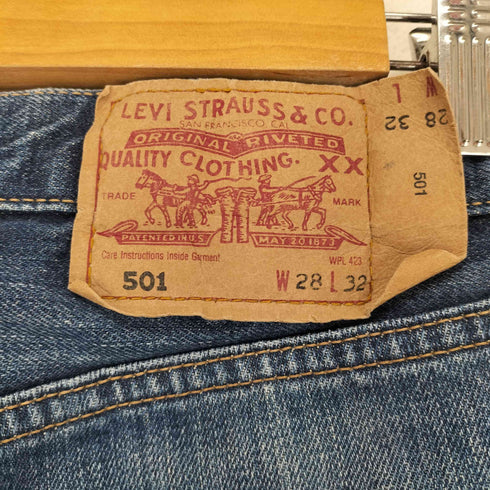 LEVI STRAUSS & CO.
SAN FRANCISCO CAL
ORIGINAL RIVETED
QUALITY CLOTHING. XX
TRADE MARK
PATENTED IN U.S. MAY 20 1873
Care Instructions Inside Garment WPL 423
501 W 28 L 32
W L
28 32
501